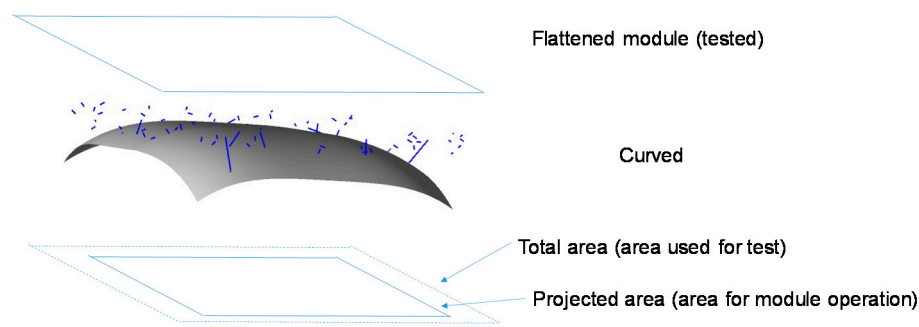 Flattened module (tested)
Curved
Total area (area used for test)
Projected area (area for module operation)